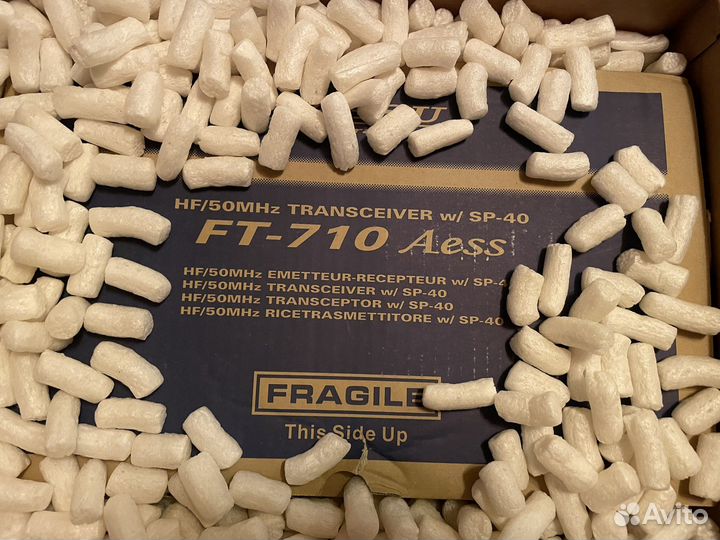 HF/50MHz TRANSCEIVER w/ SP-40
FT-710 Aess
HF/50MHz EMETTEUR-RECEPTEUR w/ SP-4
HF/50MHz TRANSCEIVER w/ SP-40
HF/50MHz TRANSCEPTOR w/ SP-40
HF/50MHz RICETRASMETTITORE w/ SP-40
FRAGILE
This Side Up
Avito